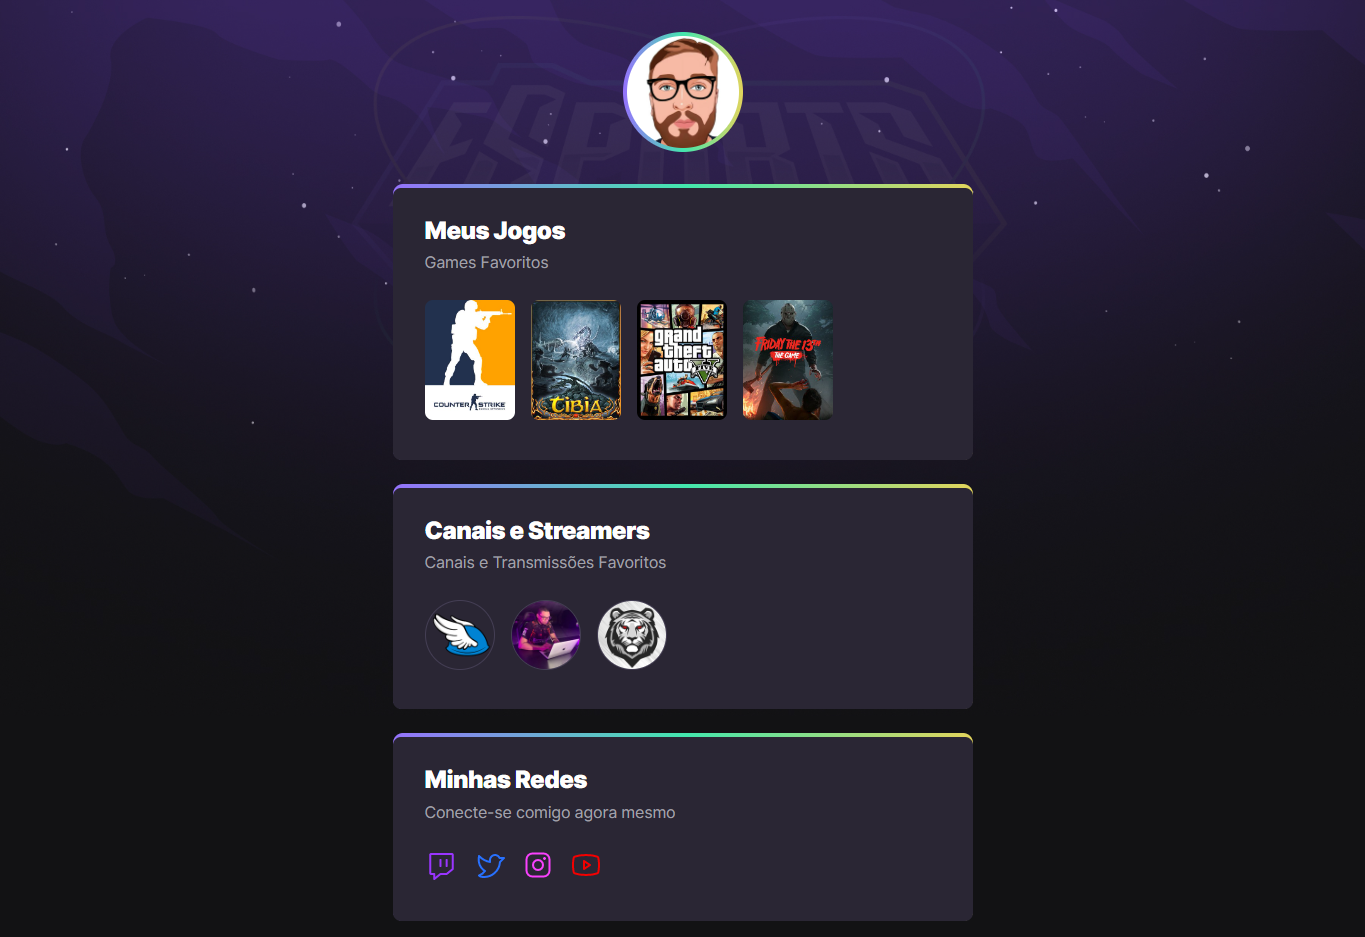 ESPORTS
Meus Jogos
Games Favoritos
COUNTER STRIKE
TIBIA
grand
theft
auto V
FIVE
FRIDAY THE 13TH
THE GAME
Canais e Streamers
Canais e Transmissões Favoritos
Minhas Redes
Conecte-se comigo agora mesmo